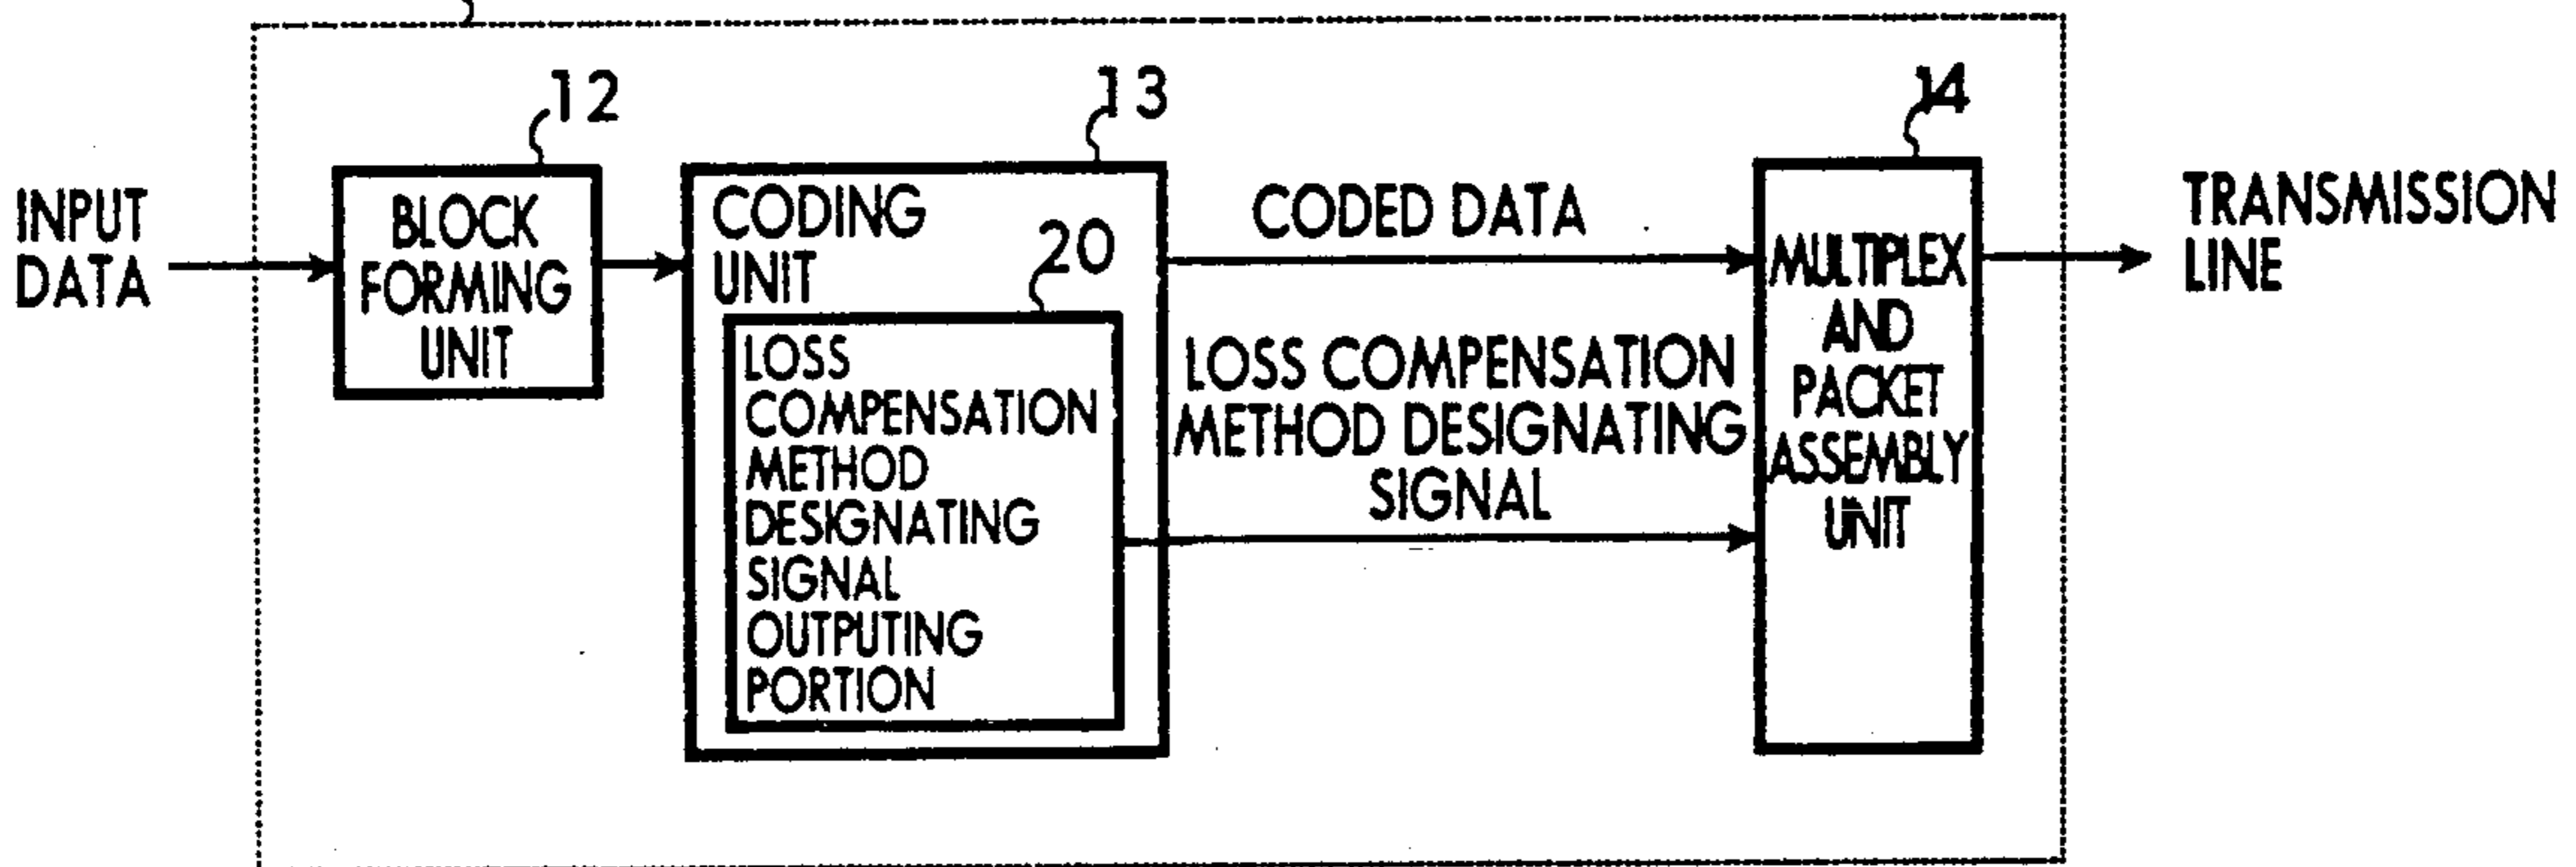 12
13
14
INPUT
DATA
BLOCK
FORMING
UNIT
CODING
UNIT
20
LOSS
COMPENSATION
METHOD
DESIGNATING
SIGNAL
OUTPUTING
PORTION
CODED DATA
LOSS COMPENSATION
METHOD DESIGNATING
SIGNAL
MULTIPLEX
AND
PACKET
ASSEMBLY
UNIT
TRANSMISSION
LINE